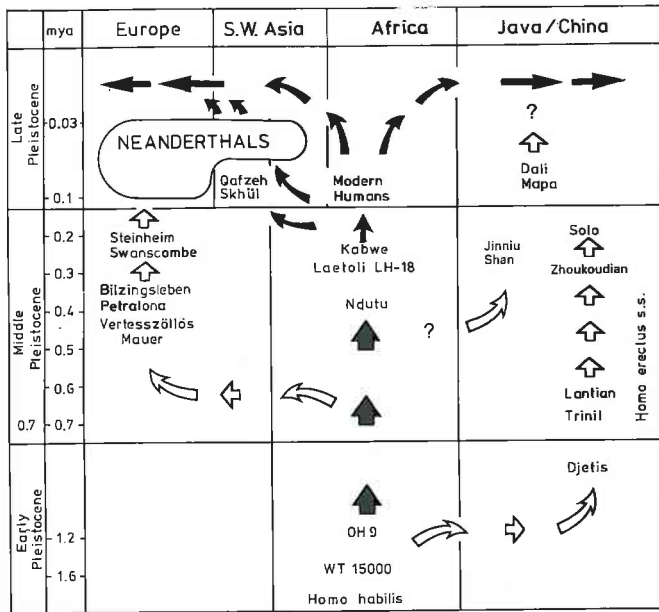 mya
Europe
S.W. Asia
Africa
Java/China
Late
Pleistocene
0.03
0.1
NEANDERTHALS
Qafzeh
Skhūl
Modern
Humans
?
Dali
Mapa
Middle
Pleistocene
0.7
0.2
0.3
0.4
0.5
0.6
0.7
Steinheim
Swanscombe
Bilzingsleben
Petralona
Vertesszöllós
Mauer
Kabwe
Laetoli LH-18
Ndutu
?
Jinniu
Shan
Solo
Zhoukoudian
Lantian
Trinil
Homo erectus s.s.
Early
Pleistocene
1.2
1.6
Djetis
OH 9
WT 15000
Homo habilis